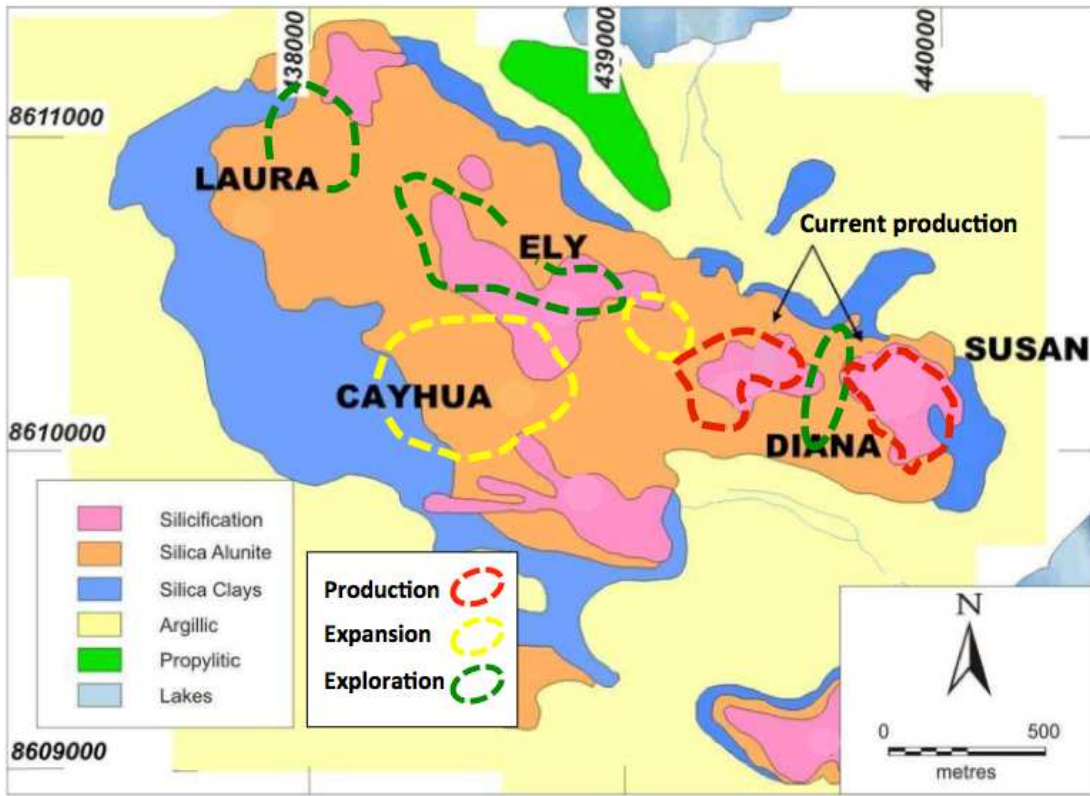 438000
439000
440000
8611000
LAURA
ELY
Current production
SUSAN
CAYHUA
8610000
DIANA
Silicification
Silica Alunite
Silica Clays
Argillic
Propylitic
Lakes
Production
Expansion
Exploration
N
0 500
metres
8609000